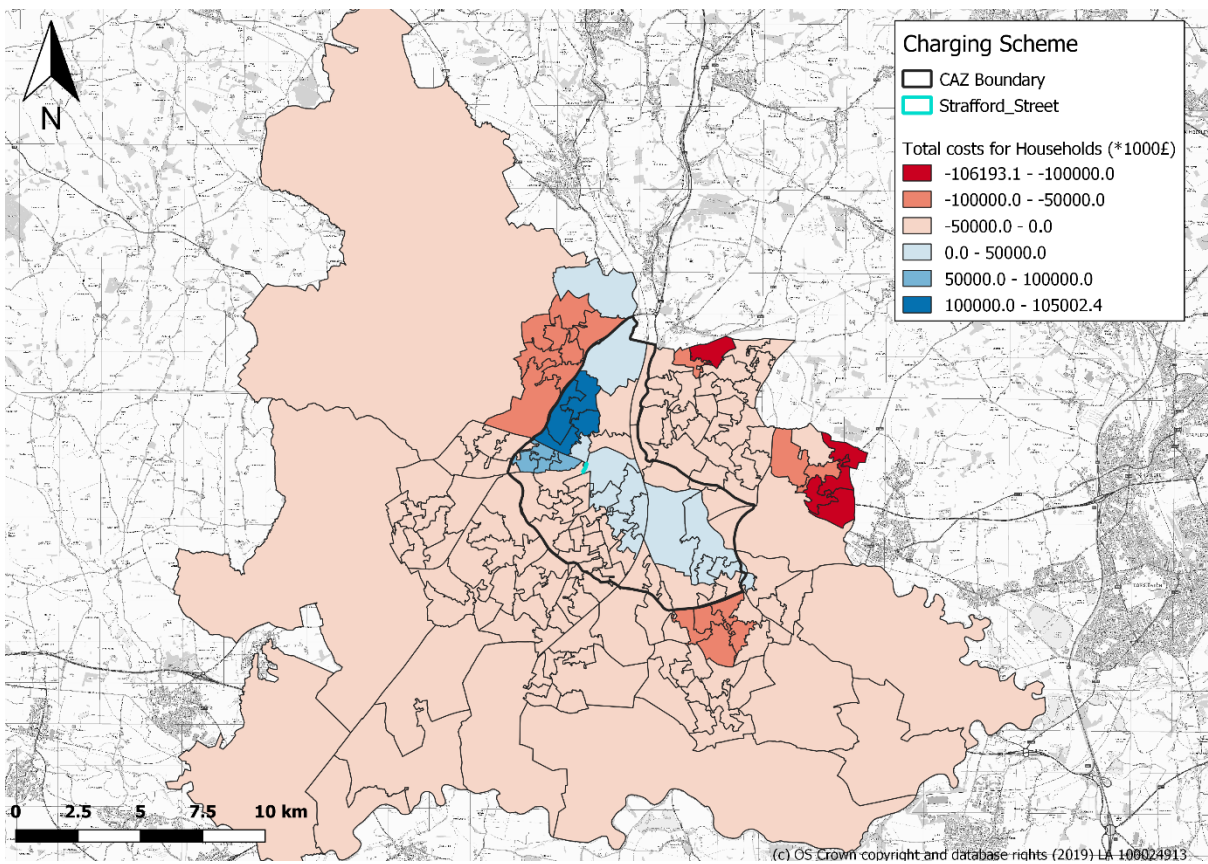 N
Charging Scheme
CAZ Boundary
Strafford_Street
Total costs for Households (*1000£)
-106193.1 - -100000.0
-100000.0 - -50000.0
-50000.0 - 0.0
0.0 - 50000.0
50000.0 - 100000.0
100000.0 - 105002.4
0 2.5 5 7.5 10 km
(c) OS Crown copyright and database rights (2019) LA 100024913